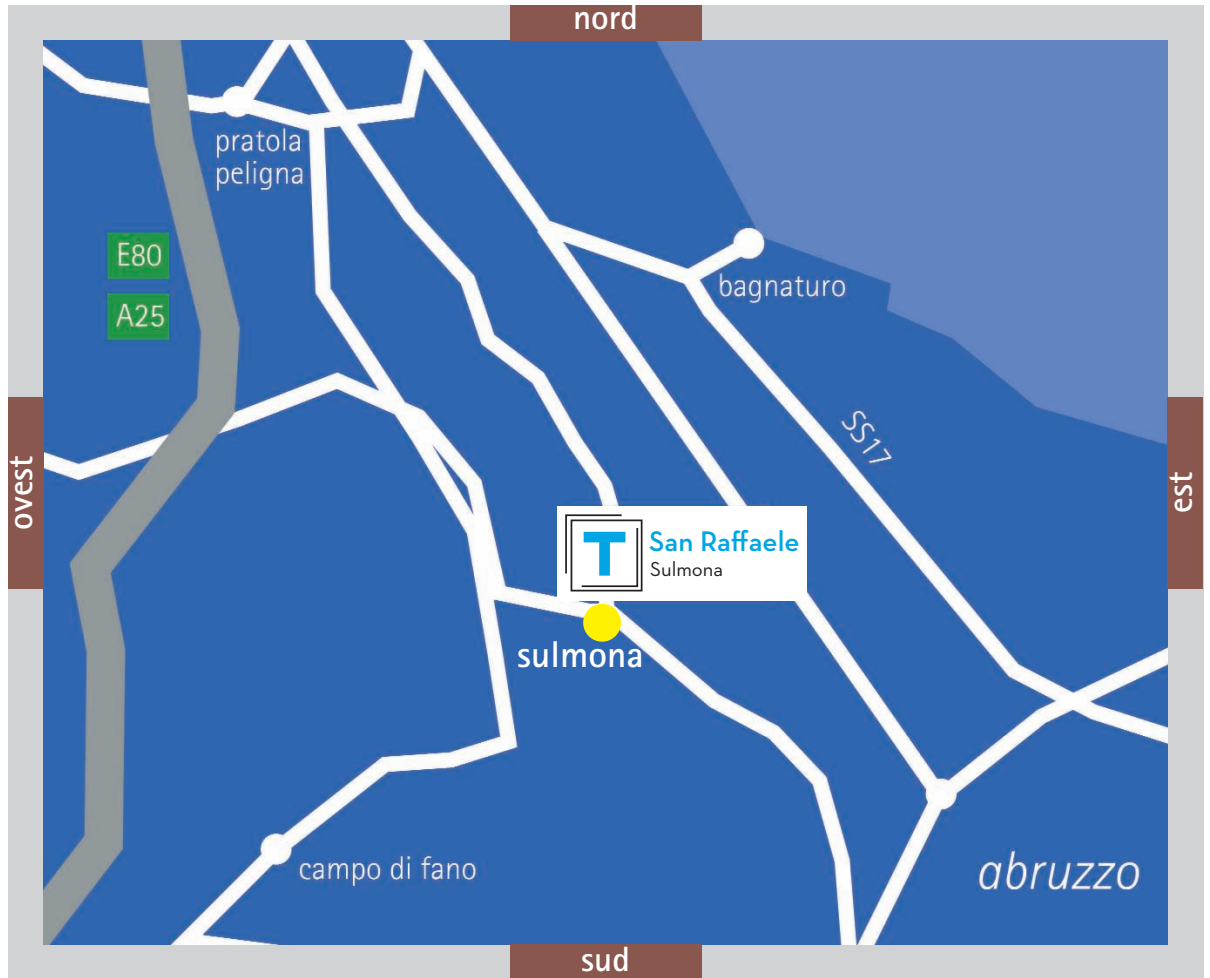 nord
pratola
peligna
E80
bagnaturo
A25
SS17
ovest
est
T San Raffaele
Sulmona
sulmona
campo di fano
abruzzo
sud